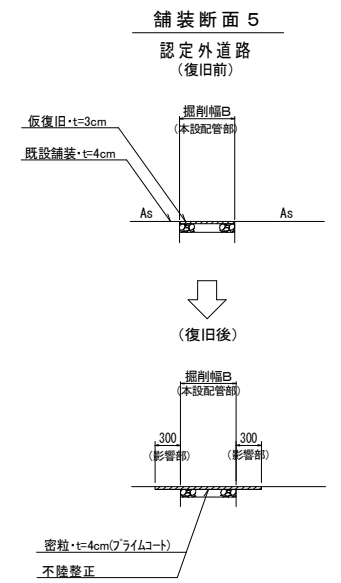 舗装断面５
認定外道路
(復旧前)
掘削幅B
(本設配管部)
仮復旧・t=3cm
既設舗装・t=4cm
As
As
(復旧後)
掘削幅B
(本設配管部)
300
300
(影響部)
(影響部)
密粒・t=4cm(プライムコート)
不陸整正